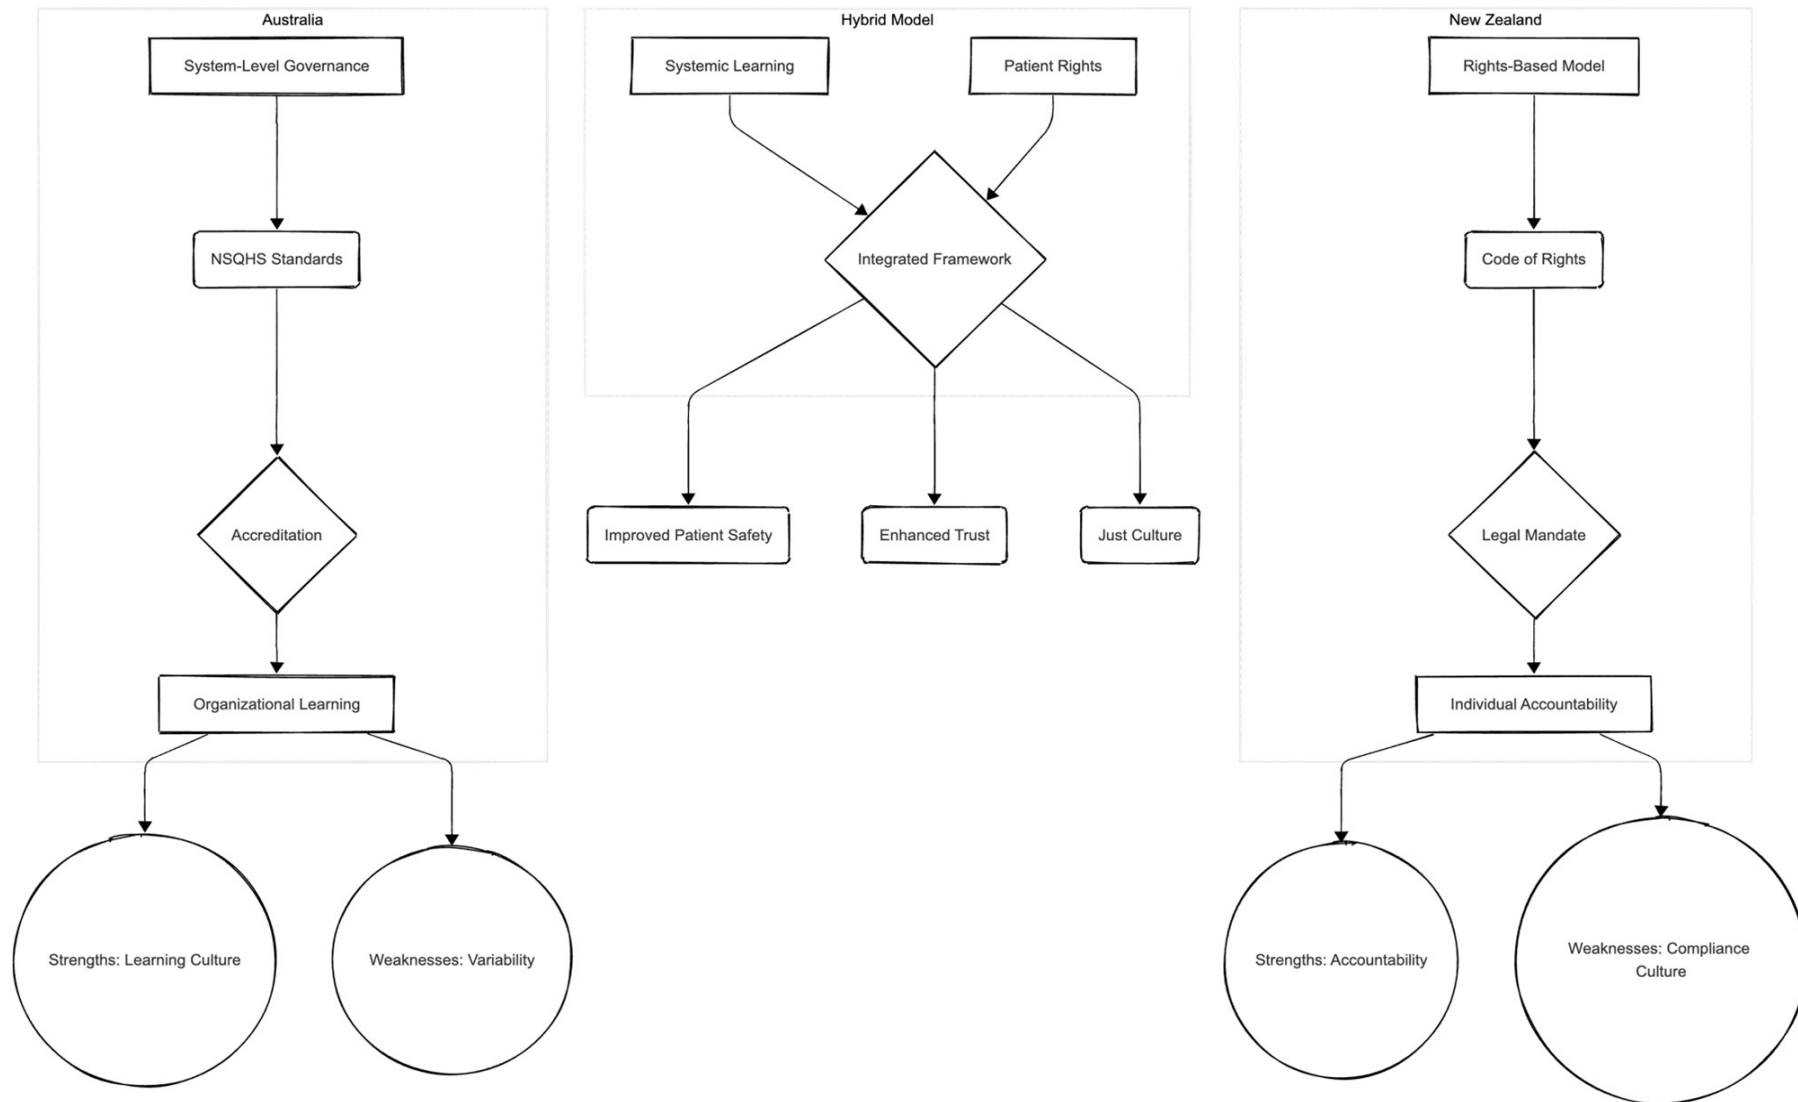 Australia
System-Level Governance
NSQHS Standards
Accreditation
Organizational Learning
Strengths: Learning Culture
Weaknesses: Variability
Hybrid Model
Systemic Learning
Patient Rights
Integrated Framework
Improved Patient Safety
Enhanced Trust
Just Culture
New Zealand
Rights-Based Model
Code of Rights
Legal Mandate
Individual Accountability
Strengths: Accountability
Weaknesses: Compliance
Culture